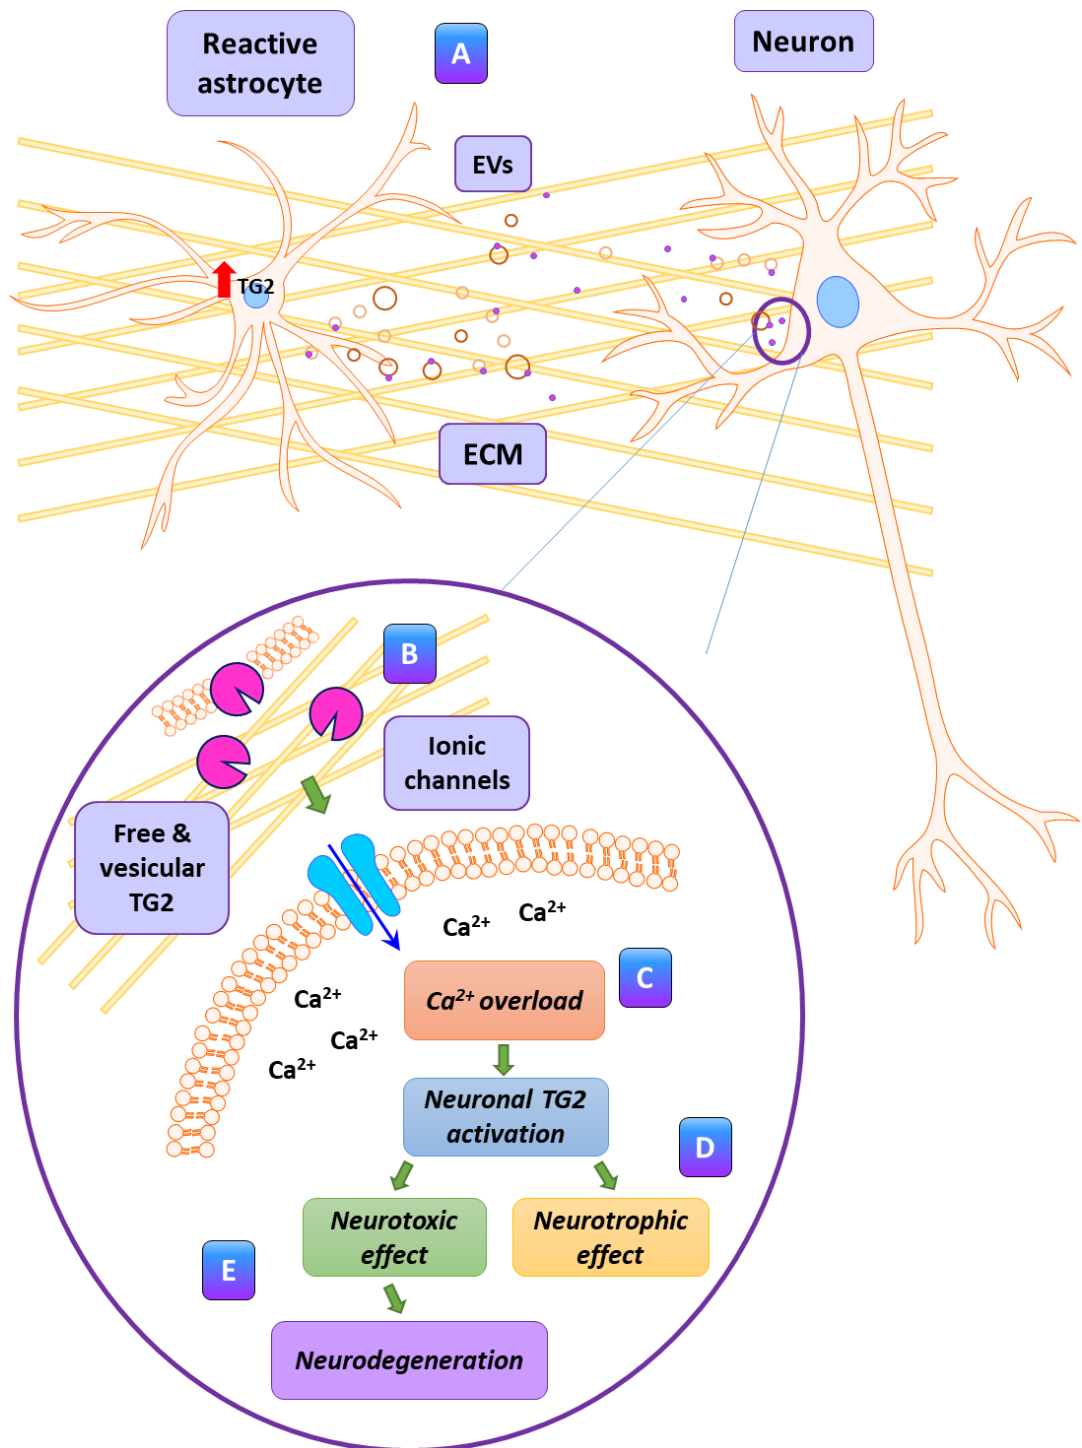 Reactive
astrocyte
A
Neuron
EVs
TG2
ECM
B
Ionic
channels
Free &
vesicular
TG2
Ca²⁺
Ca²⁺
Ca²⁺
Ca²⁺
Ca²⁺
Ca²⁺ overload
C
Neuronal TG2
activation
D
Neurotoxic
effect
Neurotrophic
effect
E
Neurodegeneration